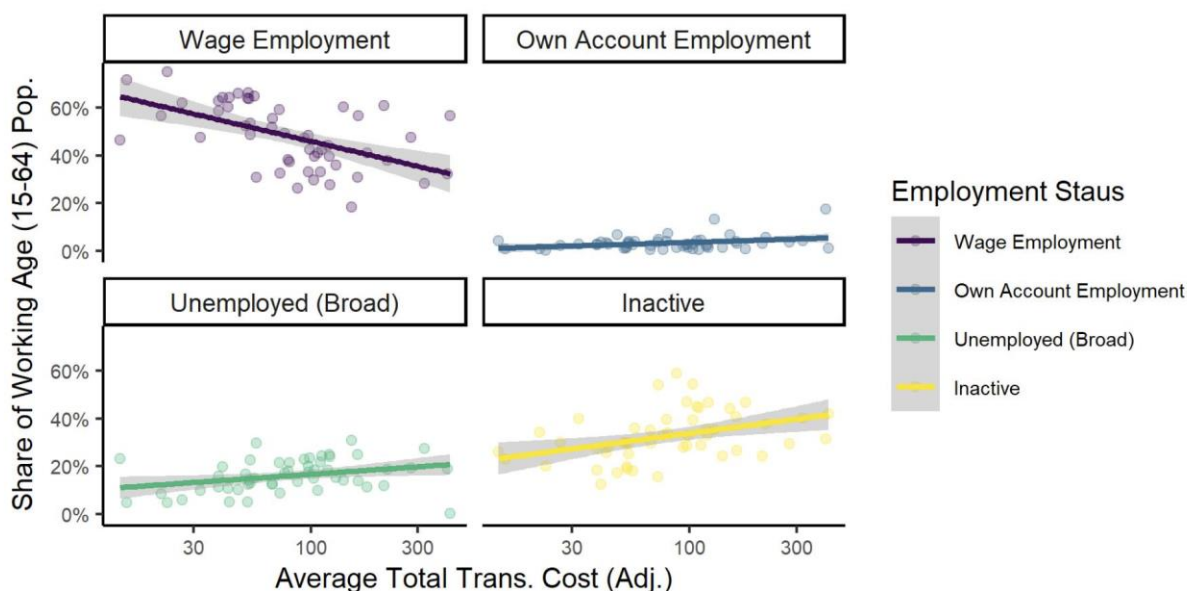 Wage Employment
Own Account Employment
60%
40%
20%
0%
Unemployed (Broad)
Inactive
60%
40%
20%
0%
30
100
300
30
100
300
Average Total Trans. Cost (Adj.)
Share of Working Age (15-64) Pop.
Employment Staus
Wage Employment
Own Account Employment
Unemployed (Broad)
Inactive